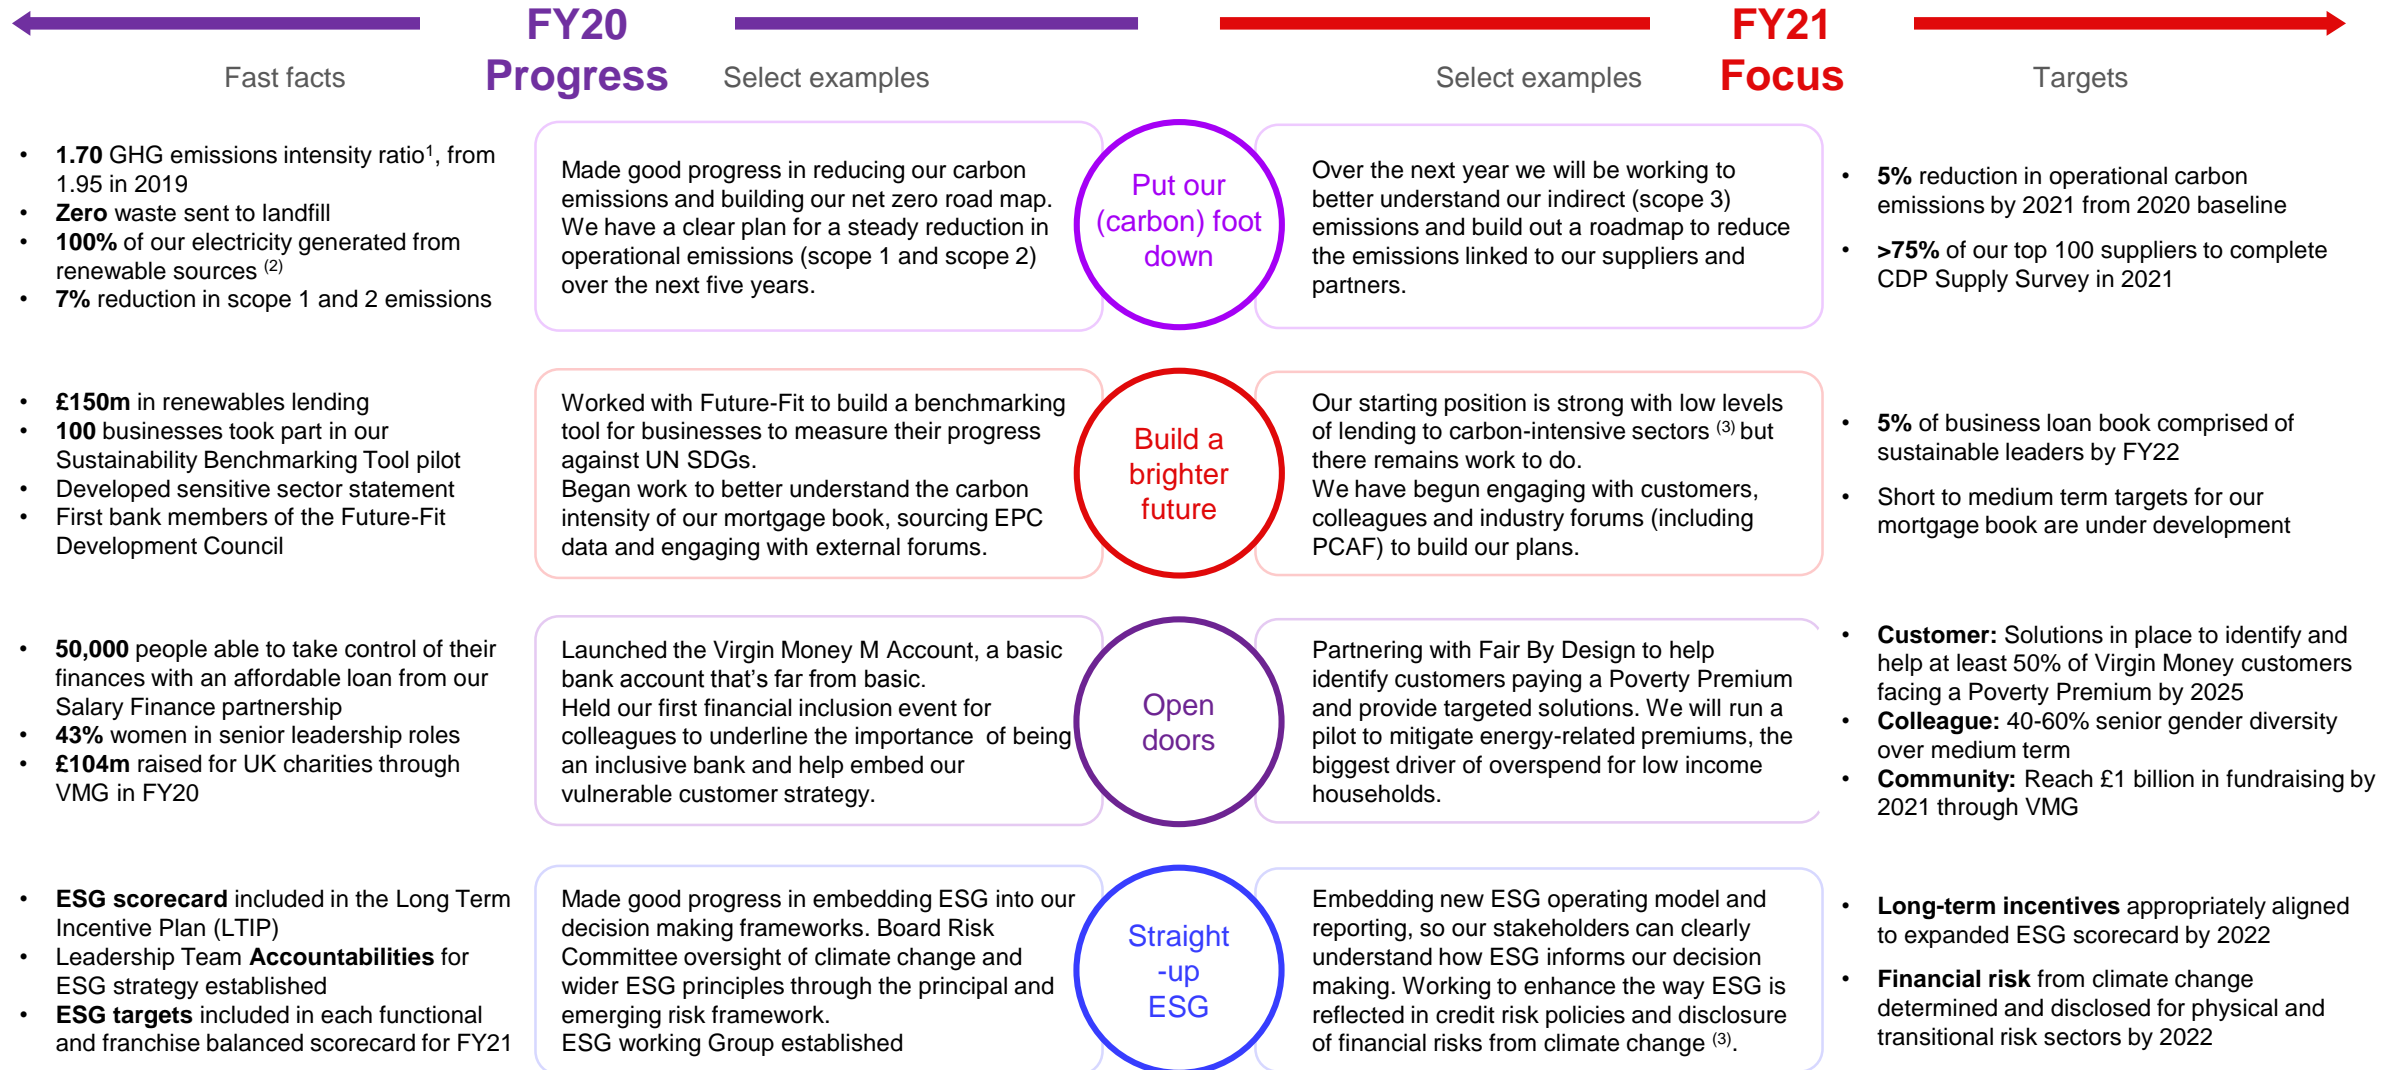 FY20
Progress
FY21
Focus
Fast facts
Select examples
Select examples
Targets
• 1.70 GHG emissions intensity ratio¹, from
1.95 in 2019
• Zero waste sent to landfill
• 100% of our electricity generated from
renewable sources (2)
• 7% reduction in scope 1 and 2 emissions
Made good progress in reducing our carbon
emissions and building our net zero road map.
We have a clear plan for a steady reduction in
operational emissions (scope 1 and scope 2)
over the next five years.
Put our
(carbon) foot
down
Over the next year we will be working to
better understand our indirect (scope 3)
emissions and build out a roadmap to reduce
the emissions linked to our suppliers and
partners.
• 5% reduction in operational carbon
emissions by 2021 from 2020 baseline
• >75% of our top 100 suppliers to complete
CDP Supply Survey in 2021
• £150m in renewables lending
• 100 businesses took part in our
Sustainability Benchmarking Tool pilot
• Developed sensitive sector statement
• First bank members of the Future-Fit
Development Council
Worked with Future-Fit to build a benchmarking
tool for businesses to measure their progress
against UN SDGs.
Began work to better understand the carbon
intensity of our mortgage book, sourcing EPC
data and engaging with external forums.
Build a
brighter
future
Our starting position is strong with low levels
of lending to carbon-intensive sectors (3) but
there remains work to do.
We have begun engaging with customers,
colleagues and industry forums (including
PCAF) to build our plans.
• 5% of business loan book comprised of
sustainable leaders by FY22
• Short to medium term targets for our
mortgage book are under development
• 50,000 people able to take control of their
finances with an affordable loan from our
Salary Finance partnership
• 43% women in senior leadership roles
• £104m raised for UK charities through
VMG in FY20
Launched the Virgin Money M Account, a basic
bank account that's far from basic.
Held our first financial inclusion event for
colleagues to underline the importance of being
an inclusive bank and help embed our
vulnerable customer strategy.
Open
doors
Partnering with Fair By Design to help
identify customers paying a Poverty Premium
and provide targeted solutions. We will run a
pilot to mitigate energy-related premiums, the
biggest driver of overspend for low income
households.
• Customer: Solutions in place to identify and
help at least 50% of Virgin Money customers
facing a Poverty Premium by 2025
• Colleague: 40-60% senior gender diversity
over medium term
• Community: Reach £1 billion in fundraising by
2021 through VMG
• ESG scorecard included in the Long Term
Incentive Plan (LTIP)
• Leadership Team Accountabilities for
ESG strategy established
• ESG targets included in each functional
and franchise balanced scorecard for FY21
Made good progress in embedding ESG into our
decision making frameworks. Board Risk
Committee oversight of climate change and
wider ESG principles through the principal and
emerging risk framework.
ESG working Group established
Straight
-up
ESG
Embedding new ESG operating model and
reporting, so our stakeholders can clearly
understand how ESG informs our decision
making. Working to enhance the way ESG is
reflected in credit risk policies and disclosure
of financial risks from climate change (3).
• Long-term incentives appropriately aligned
to expanded ESG scorecard by 2022
• Financial risk from climate change
determined and disclosed for physical and
transitional risk sectors by 2022